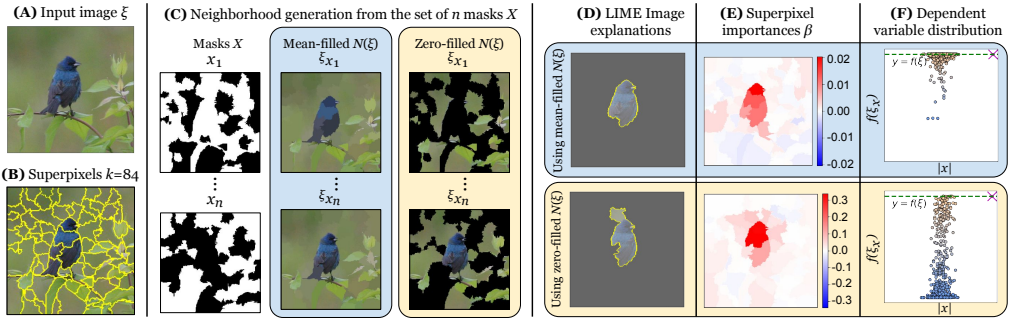 (A) Input image ξ
(B) Superpixels k=84
(C) Neighborhood generation from the set of n masks X
Masks X
x₁
⋮
xₙ
Mean-filled N(ξ)
ξx₁
⋮
ξxₙ
Zero-filled N(ξ)
ξx₁
⋮
ξxₙ
(D) LIME Image
explanations
(E) Superpixel
importances β
(F) Dependent
variable distribution
Using mean-filled N(ξ)
0.02
0.01
0.00
-0.01
-0.02
y = f(ξ)
f(ξx)
|x|
Using zero-filled N(ξ)
0.3
0.2
0.1
0.0
-0.1
-0.2
-0.3
y = f(ξ)
f(ξx)
|x|